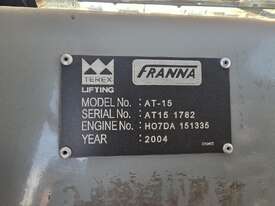 TEREX
LIFTING
FRANNA
MODEL No. : AT-15
SERIAL No. : AT15 1782
ENGINE No. : HO7DA 151335
YEAR : 2004